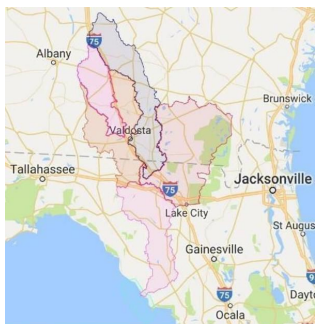 75
Albany
Brunswick
Valdosta
Tallahassee
75
Jacksonville
Lake City
St Augus
Gainesville
75
Dayto
Ocala